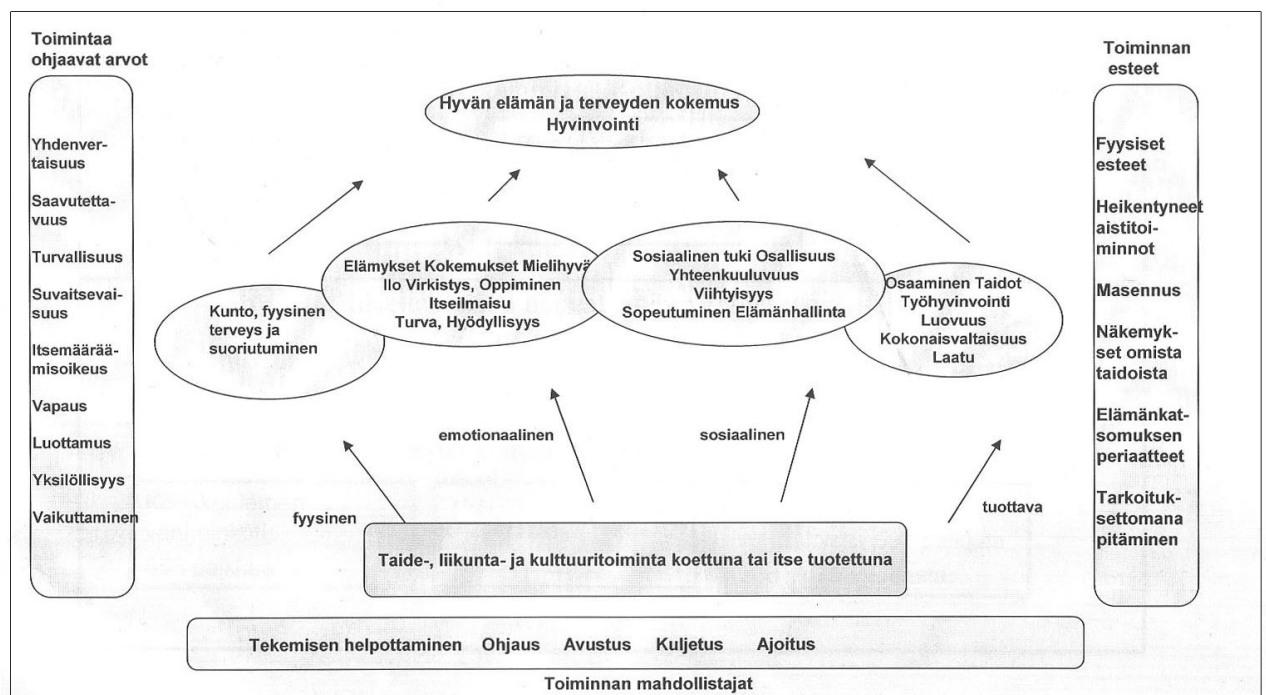 Toimintaa
ohjaavat arvot
Yhdenver-
taisuus
Saavutetta-
vuus
Turvallisuus
Suvaitsevai-
suus
Itsemäärää-
misoikeus
Vapaus
Luottamus
Yksilöllisyys
Vaikuttaminen
Hyvän elämän ja terveyden kokemus
Hyvinvointi
Kunto, fyysinen
terveys ja
suoriutuminen
Elämykset Kokemukset Mielihyvä
Ilo Virkistys, Oppiminen
Itseilmaisu
Turva, Hyödyllisyys
Sosiaalinen tuki Osallisuus
Yhteenkuuluvuus
Viihtyisyys
Sopeutuminen Elämänhallinta
Osaaminen Taidot
Työhyvinvointi
Luovuus
Kokonaisvaltaisuus
Laatu
fyysinen
emotionaalinen
sosiaalinen
tuottava
Taide-, liikunta- ja kulttuuritoiminta koettuna tai itse tuotettuna
Tekemisen helpottaminen Ohjaus Avustus Kuljetus Ajoitus
Toiminnan mahdollistajat
Toiminnan
esteet
Fyysiset
esteet
Heikentyneet
aistitoi-
minnot
Masennus
Näkemyk-
set omista
taidoista
Elämänkat-
somuksen
periaatteet
Tarkoituk-
settomana
pitäminen